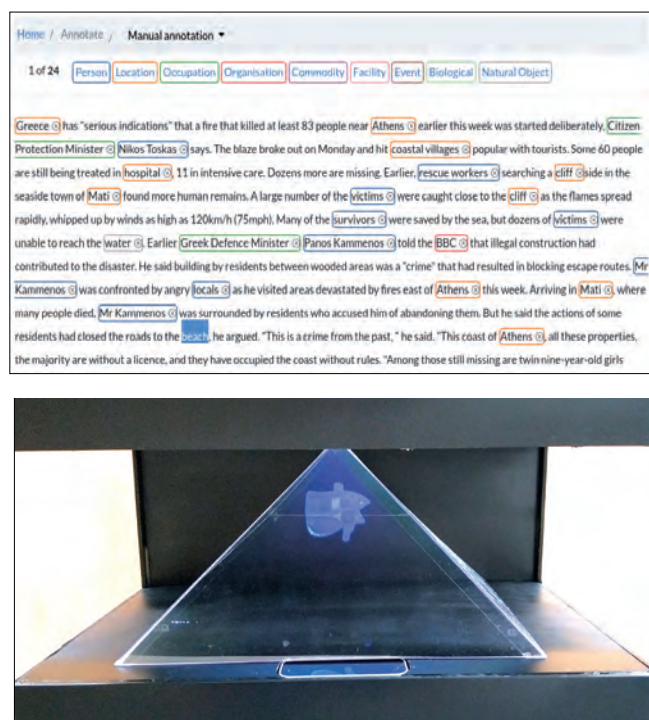 Home / Annotate / Manual annotation
1 of 24 Person Location Occupation Organisation Commodity Facility Event Biological Natural Object
Greece has "serious indications" that a fire that killed at least 83 people near Athens earlier this week was started deliberately, Citizen
Protection Minister Nikos Toskas says. The blaze broke out on Monday and hit coastal villages popular with tourists. Some 60 people
are still being treated in hospital, 11 in intensive care. Dozens more are missing. Earlier, rescue workers searching a cliff side in the
seaside town of Mati found more human remains. A large number of the victims were caught close to the cliff as the flames spread
rapidly, whipped up by winds as high as 120km/h (75mph). Many of the survivors were saved by the sea, but dozens of victims were
unable to reach the water. Earlier Greek Defence Minister Panos Kammenos told the BBC that illegal construction had
contributed to the disaster. He said building by residents between wooded areas was a "crime" that had resulted in blocking escape routes. Mr
Kammenos was confronted by angry locals as he visited areas devastated by fires east of Athens this week. Arriving in Mati, where
many people died, Mr Kammenos was surrounded by residents who accused him of abandoning them. But he said the actions of some
residents had closed the roads to the beach, he argued. "This is a crime from the past, " he said. "This coast of Athens, all these properties,
the majority are without a licence, and they have occupied the coast without rules. "Among those still missing are twin nine-year-old girls